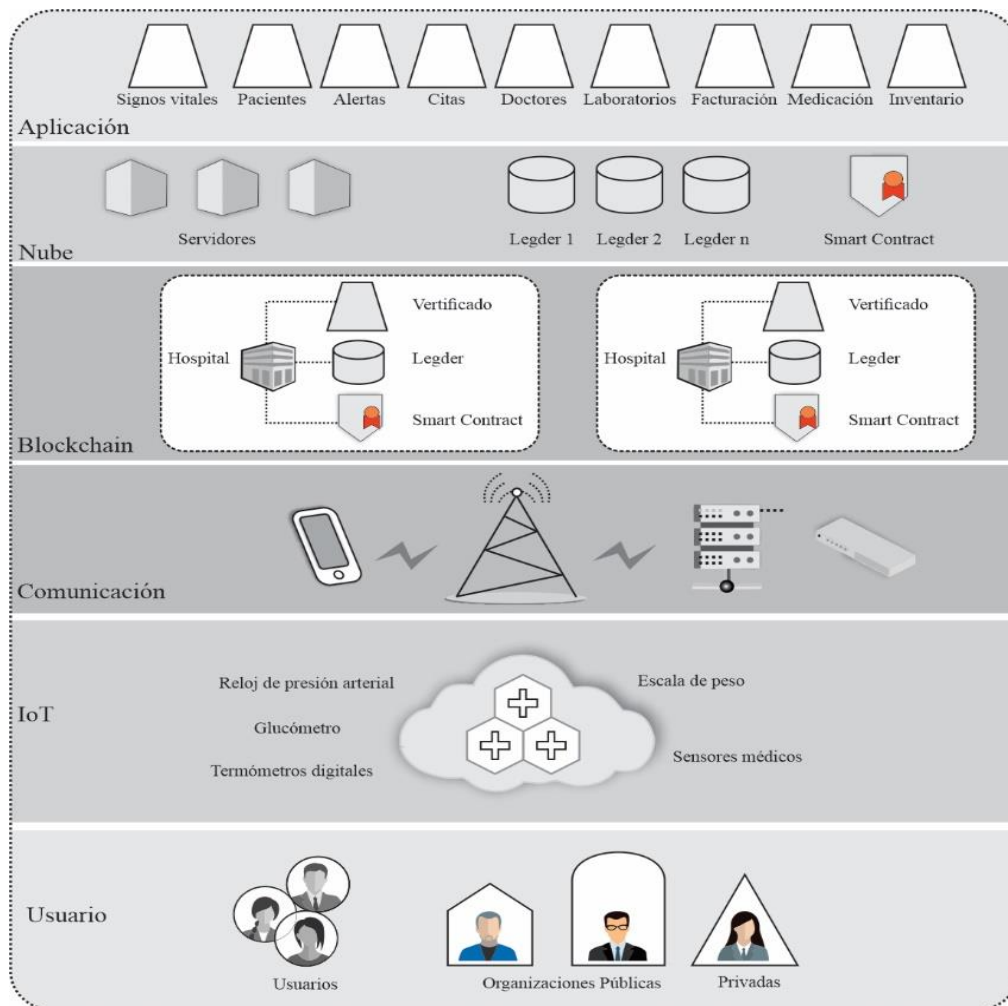 Signos vitales
Pacientes
Alertas
Citas
Doctores
Laboratorios
Facturación
Medicación
Inventario
Aplicación
Servidores
Legder 1
Legder 2
Legder n
Smart Contract
Nube
Hospital
Vertificado
Legder
Smart Contract
Hospital
Vertificado
Legder
Smart Contract
Blockchain
Comunicación
Reloj de presión arterial
Glucómetro
Termómetros digitales
Escala de peso
Sensores médicos
IoT
Usuario
Usuarios
Organizaciones Públicas
Privadas